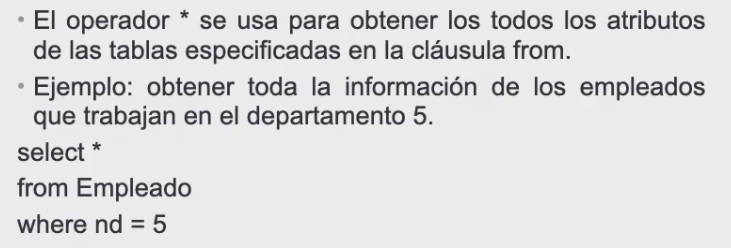 • El operador * se usa para obtener los todos los atributos
de las tablas especificadas en la cláusula from.
• Ejemplo: obtener toda la información de los empleados
que trabajan en el departamento 5.
select *
from Empleado
where nd = 5